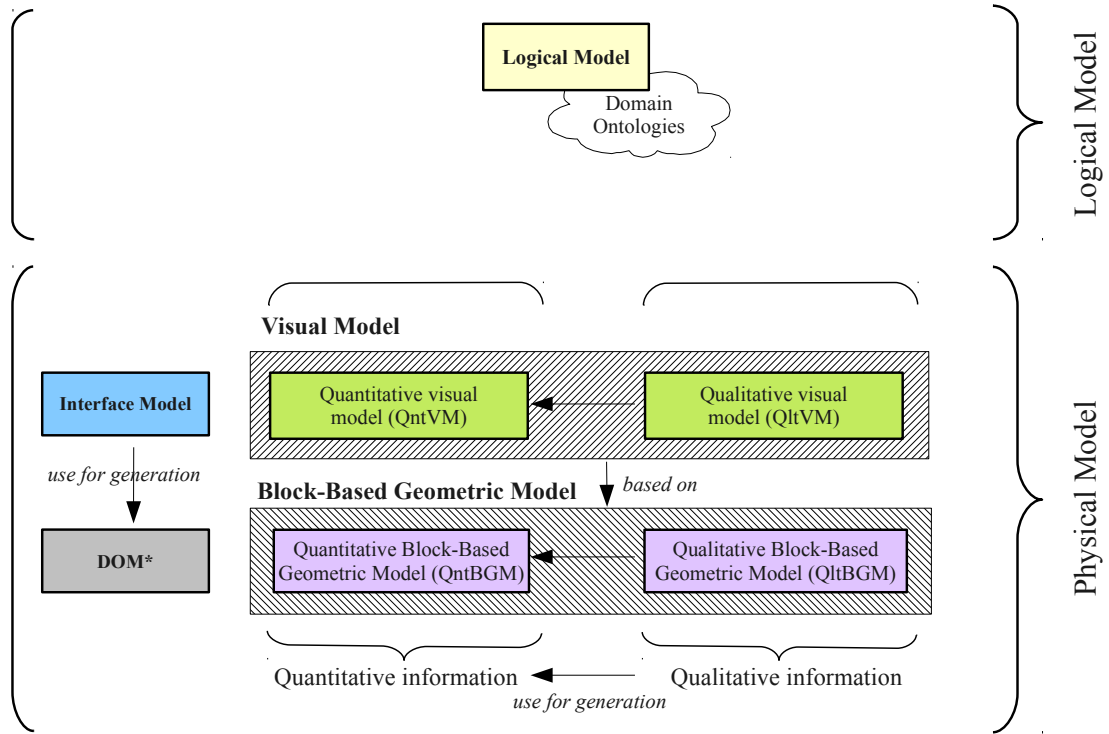 Logical Model
Domain
Ontologies
Logical Model
Visual Model
Interface Model
Quantitative visual
model (QntVM)
Qualitative visual
model (QltVM)
use for generation
based on
Block-Based Geometric Model
DOM*
Quantitative Block-Based
Geometric Model (QntBGM)
Qualitative Block-Based
Geometric Model (QltBGM)
Quantitative information
Qualitative information
use for generation
Physical Model